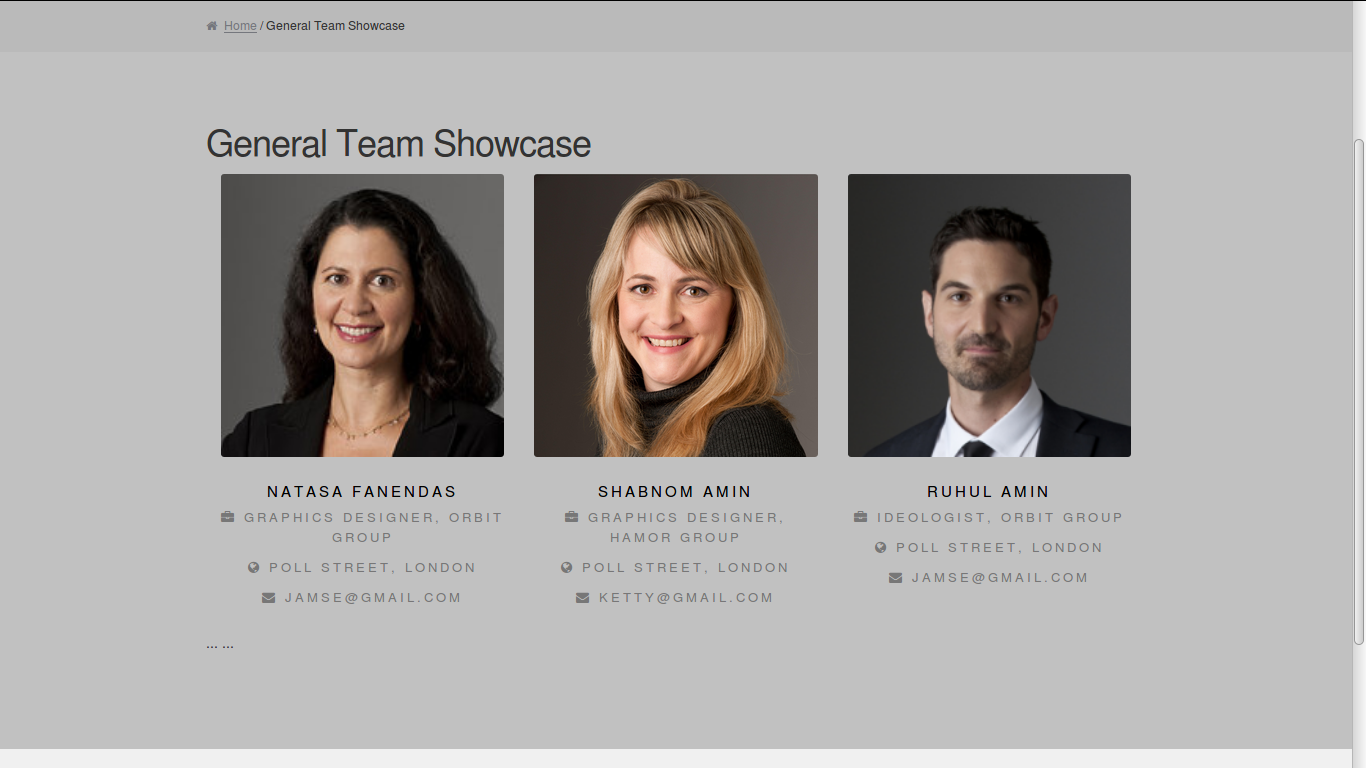 Home / General Team Showcase
General Team Showcase
NATASA FANENDAS
GRAPHICS DESIGNER, ORBIT
GROUP
POLL STREET, LONDON
JAMSE@GMAIL.COM
SHABNOM AMIN
GRAPHICS DESIGNER,
HAMOR GROUP
POLL STREET, LONDON
KETTY@GMAIL.COM
RUHUL AMIN
IDEOLOGIST, ORBIT GROUP
POLL STREET, LONDON
JAMSE@GMAIL.COM
... ...